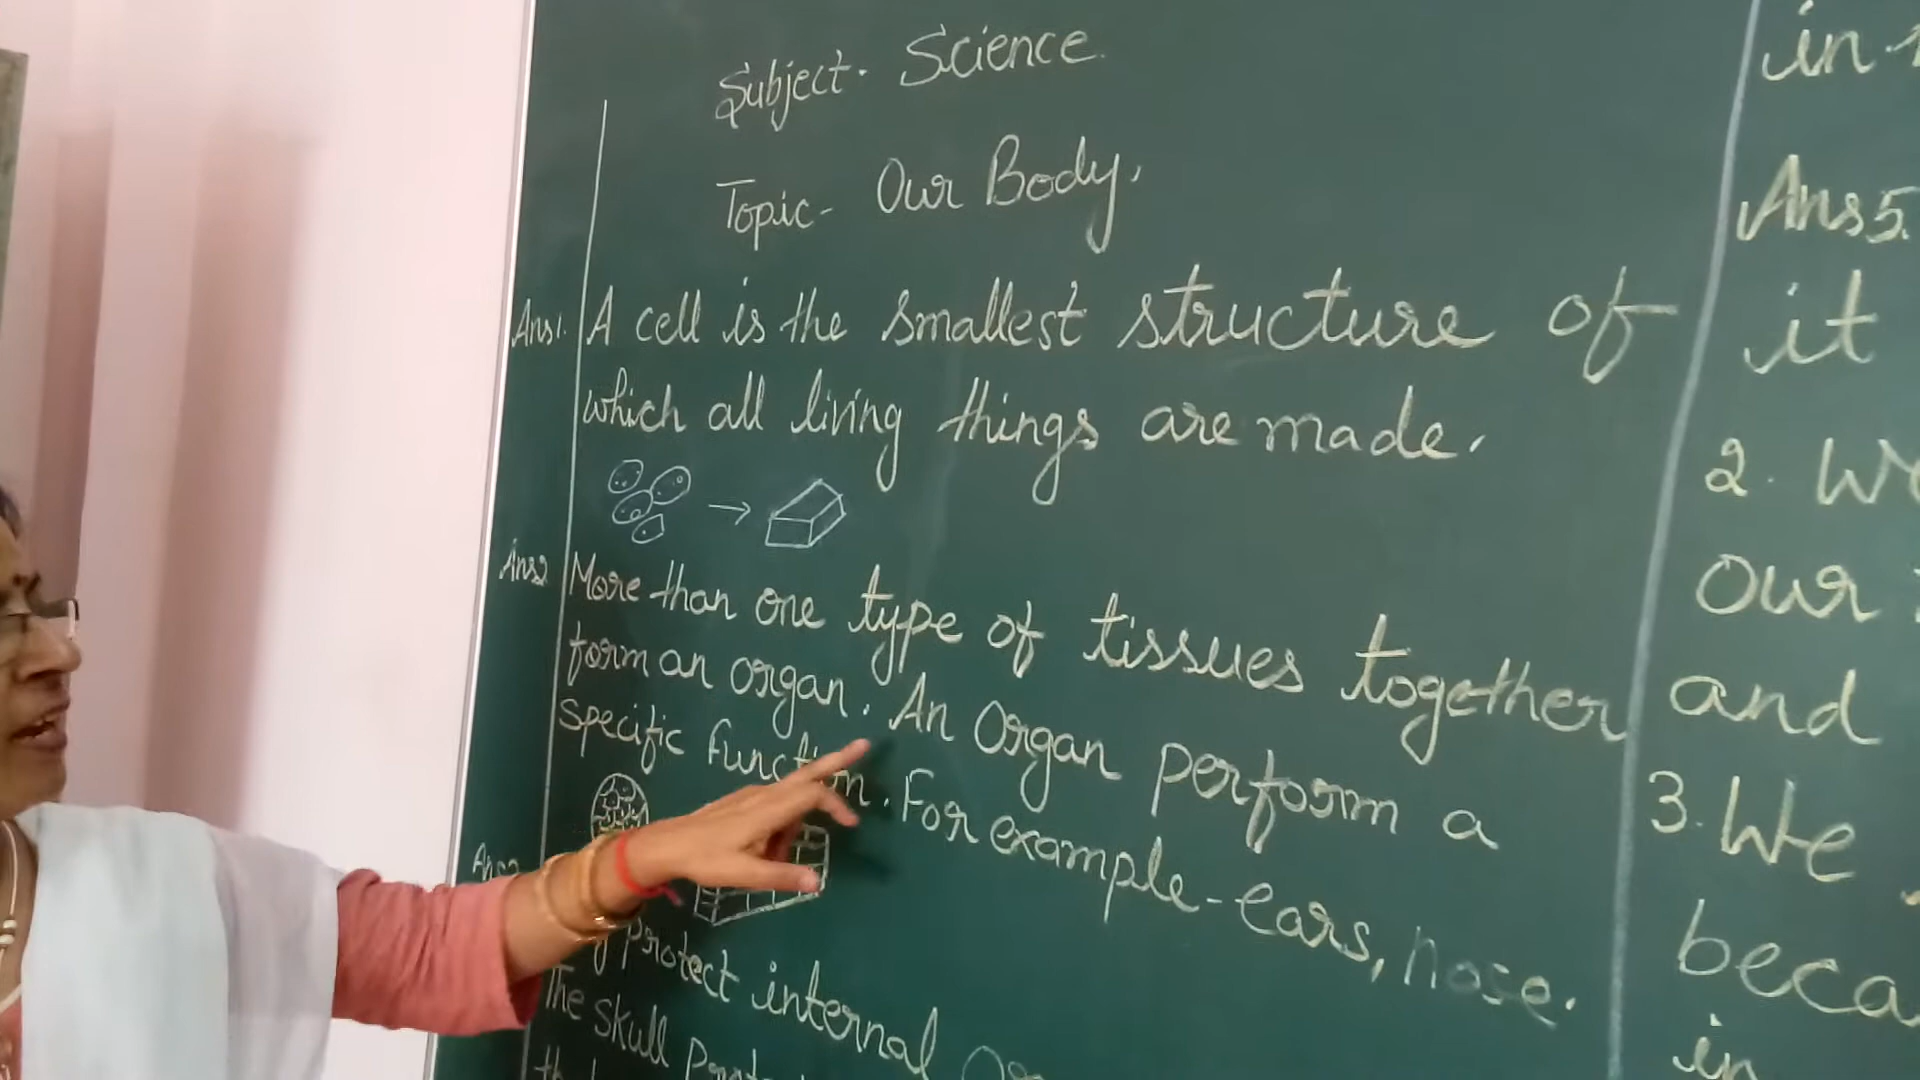 Subject- Science
Topic- Our Body.
Ans1. A cell is the smallest structure of
which all living things are made.
Ans2 More than one type of tissues together
form an organ. An Organ perform a
specific function. For example-ears, nose.
protect internal
The skull
in
Ans5.
it
2. We
Our
and
3. We
beca
in